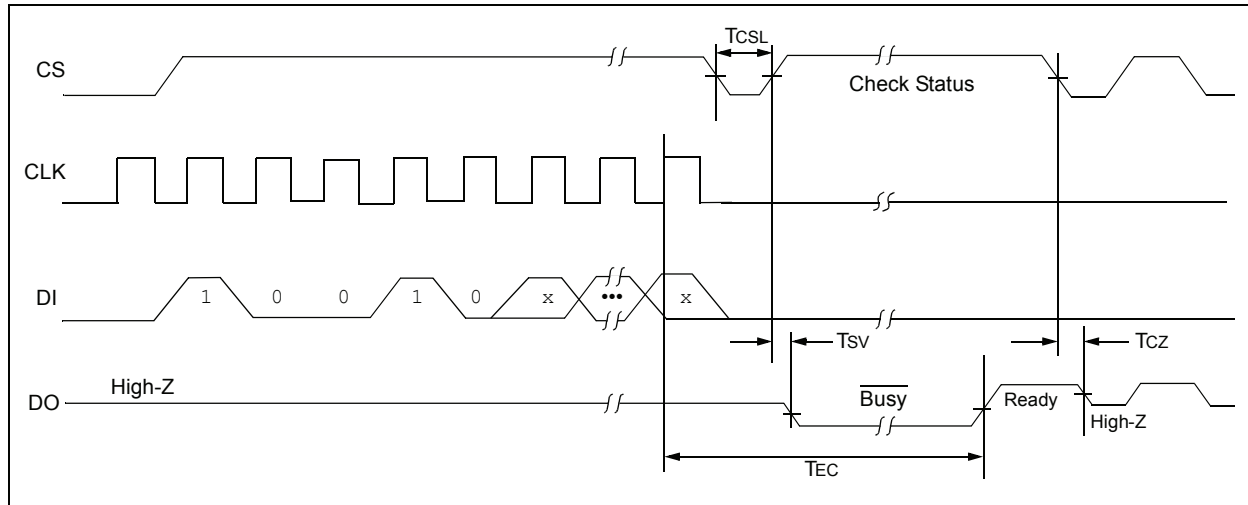 TCSL
CS
Check Status
CLK
DI
1 0 0 1 0 x ••• x
TSV
TCZ
High-Z
DO
Busy
Ready
High-Z
TEC